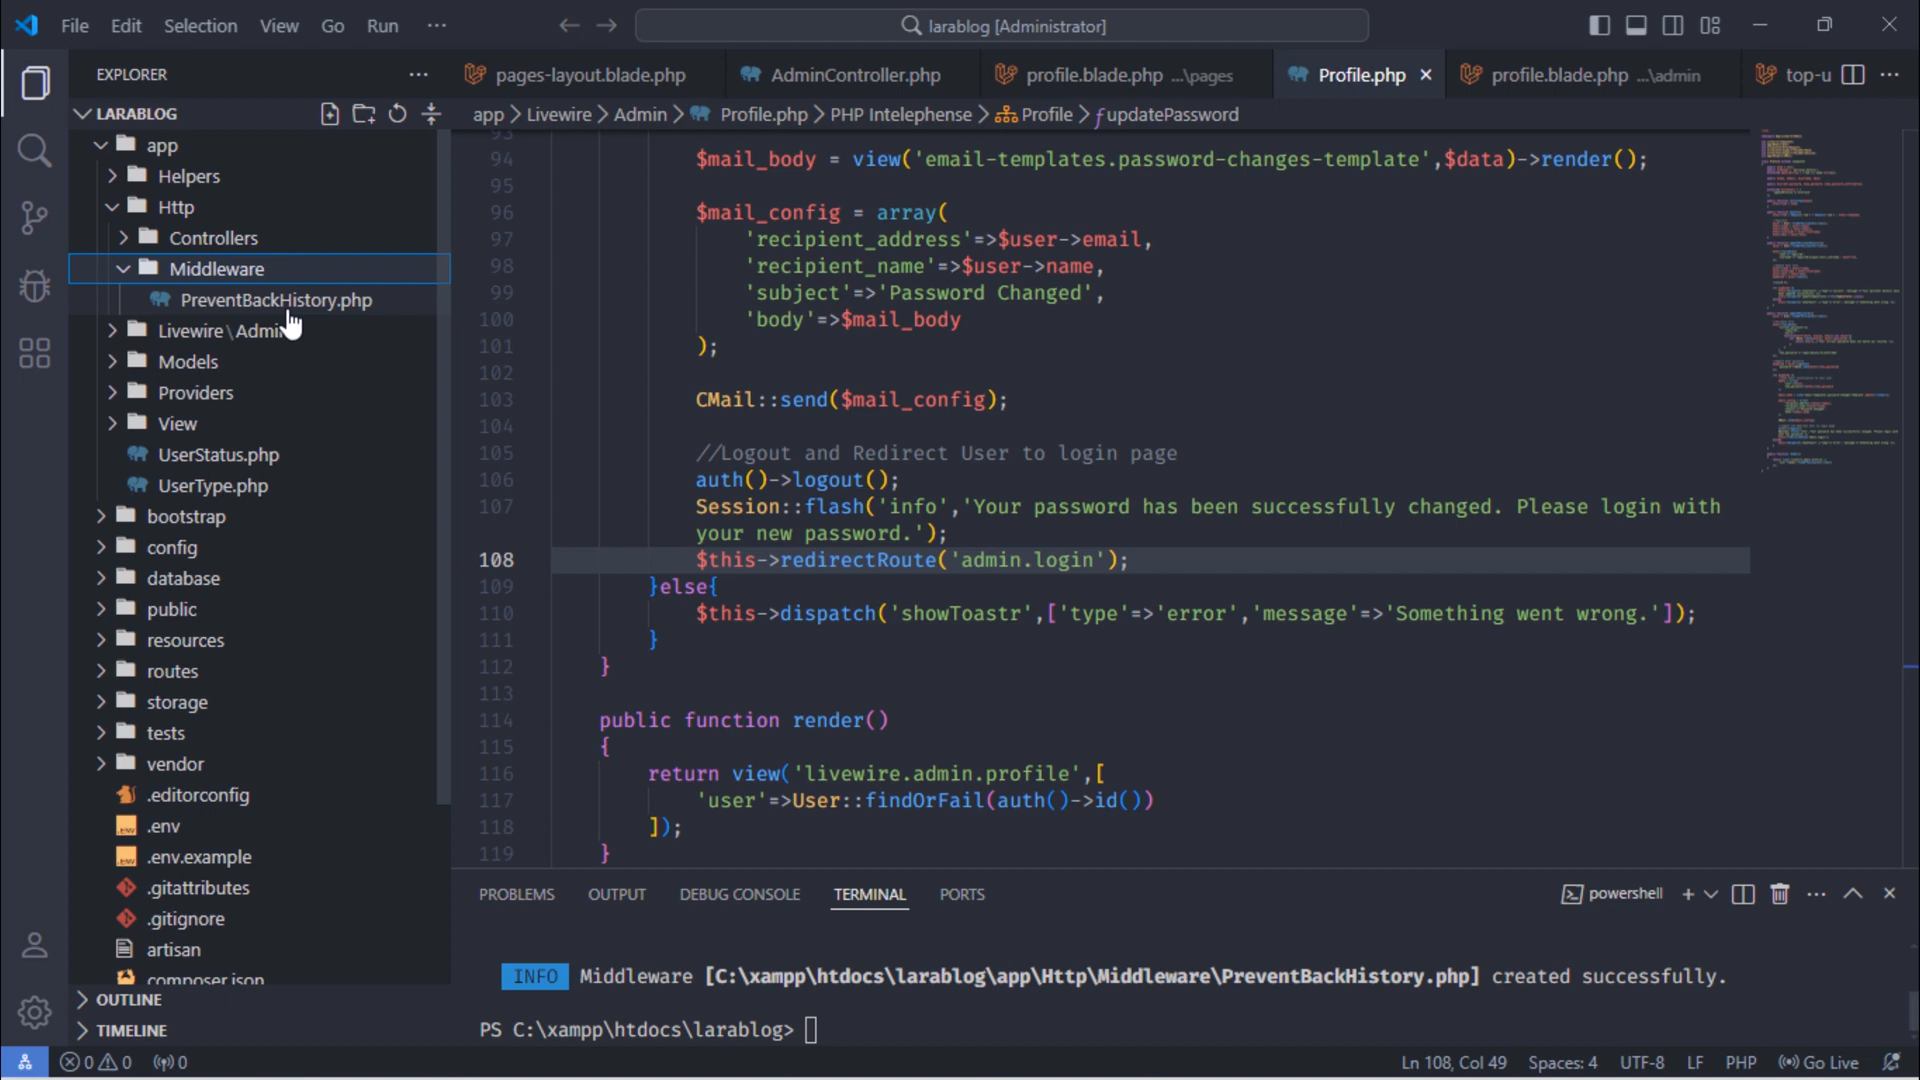 File Edit Selection View Go Run ···
larablog [Administrator]
EXPLORER
pages-layout.blade.php
AdminController.php
profile.blade.php ...\pages
Profile.php
profile.blade.php ...\admin
top-u
LARABLOG
app > Livewire > Admin > Profile.php > PHP Intelephense > Profile > updatePassword
app
Helpers
Http
Controllers
Middleware
PreventBackHistory.php
Livewire\Admin
Models
Providers
View
UserStatus.php
UserType.php
bootstrap
config
database
public
resources
routes
storage
tests
vendor
.editorconfig
.env
.env.example
.gitattributes
.gitignore
artisan
composer.json
OUTLINE
TIMELINE
93
94 $mail_body = view('email-templates.password-changes-template',$data)->render();
95
96 $mail_config = array(
97 'recipient_address'=>$user->email,
98 'recipient_name'=>$user->name,
99 'subject'=>'Password Changed',
100 'body'=>$mail_body
101 );
102
103 CMail::send($mail_config);
104
105 //Logout and Redirect User to login page
106 auth()->logout();
107 Session::flash('info','Your password has been successfully changed. Please login with
your new password.');
108 $this->redirectRoute('admin.login');
109 }else{
110 $this->dispatch('showToastr',['type'=>'error','message'=>'Something went wrong.']);
111 }
112 }
113
114 public function render()
115 {
116 return view('livewire.admin.profile',[
117 'user'=>User::findOrFail(auth()->id())
118 ]);
119 }
PROBLEMS OUTPUT DEBUG CONSOLE TERMINAL PORTS
powershell
INFO Middleware [C:\xampp\htdocs\larablog\app\Http\Middleware\PreventBackHistory.php] created successfully.
PS C:\xampp\htdocs\larablog>
0 0 0
Ln 108, Col 49 Spaces: 4 UTF-8 LF PHP Go Live